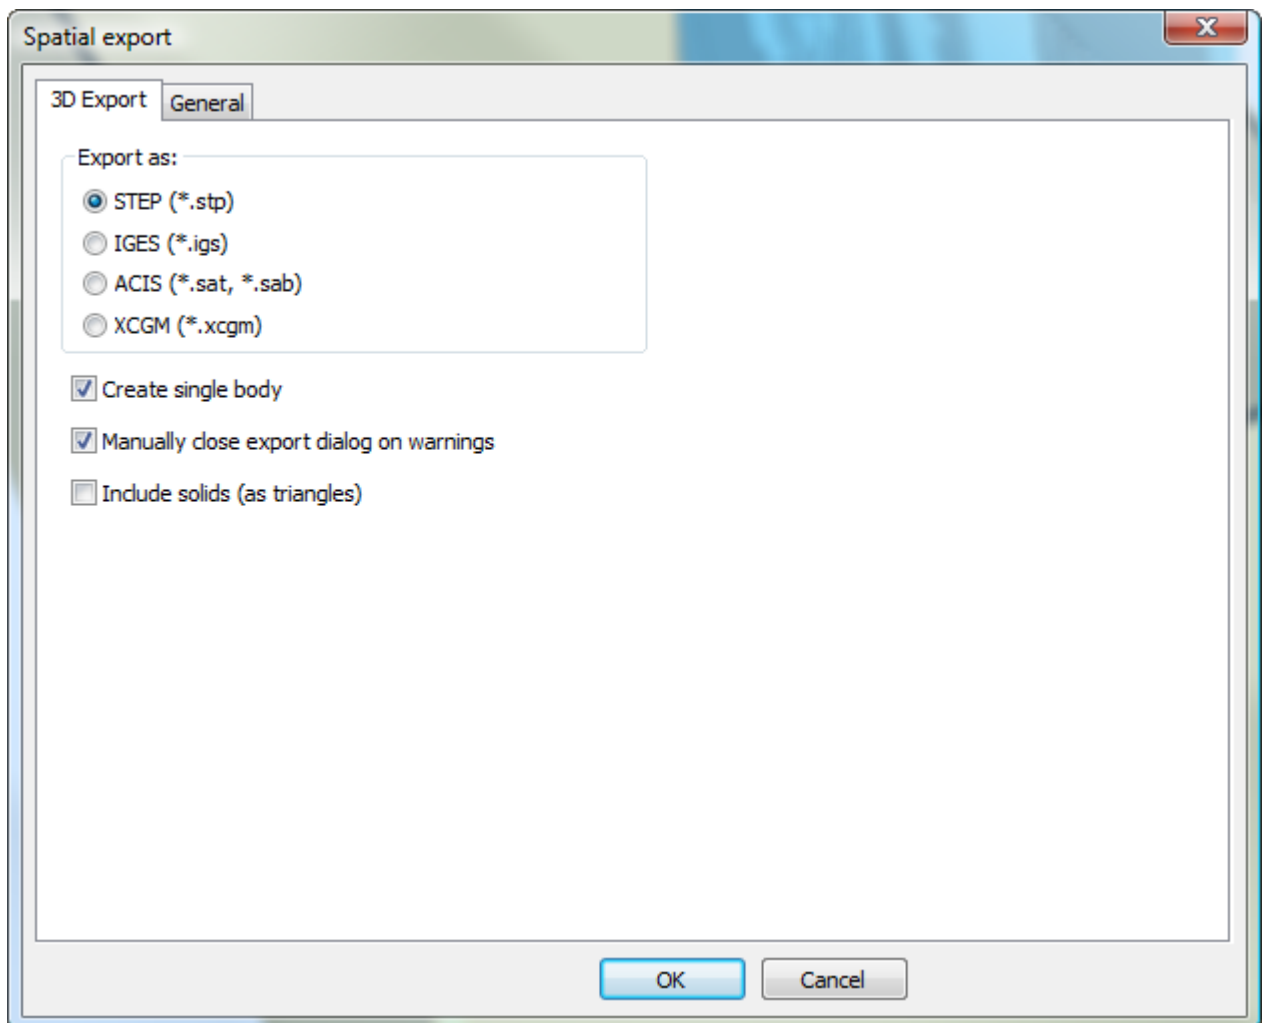 Spatial export
3D Export
General
Export as:
STEP (*.stp)
IGES (*.igs)
ACIS (*.sat, *.sab)
XCGM (*.xcgm)
Create single body
Manually close export dialog on warnings
Include solids (as triangles)
OK
Cancel